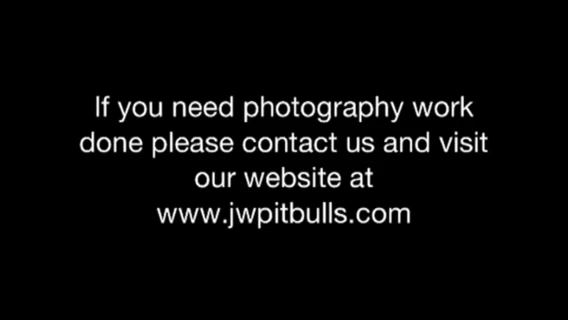 If you need photography work
done please contact us and visit
our website at
www.jwpitbulls.com